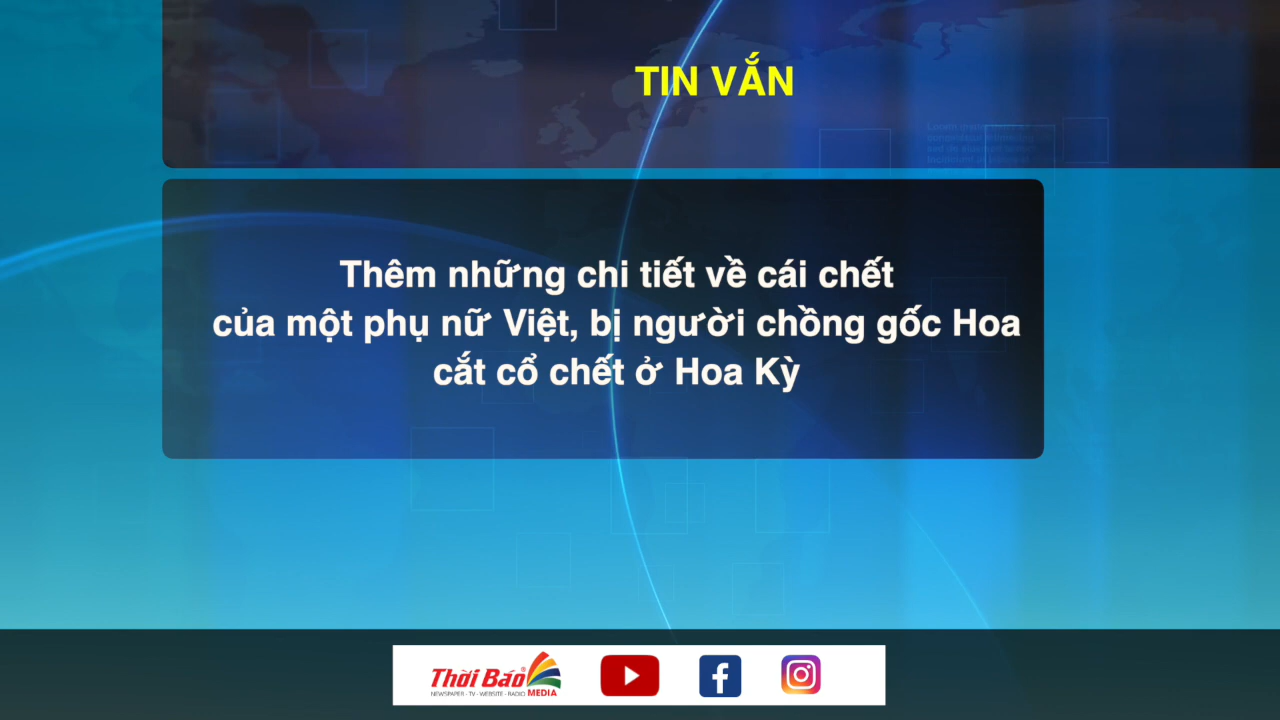 TIN VẮN
Thêm những chi tiết về cái chết
của một phụ nữ Việt, bị người chồng gốc Hoa
cắt cổ chết ở Hoa Kỳ
Thời Báo®
NEWSPAPER - TV - WEBSITE - RADIO MEDIA